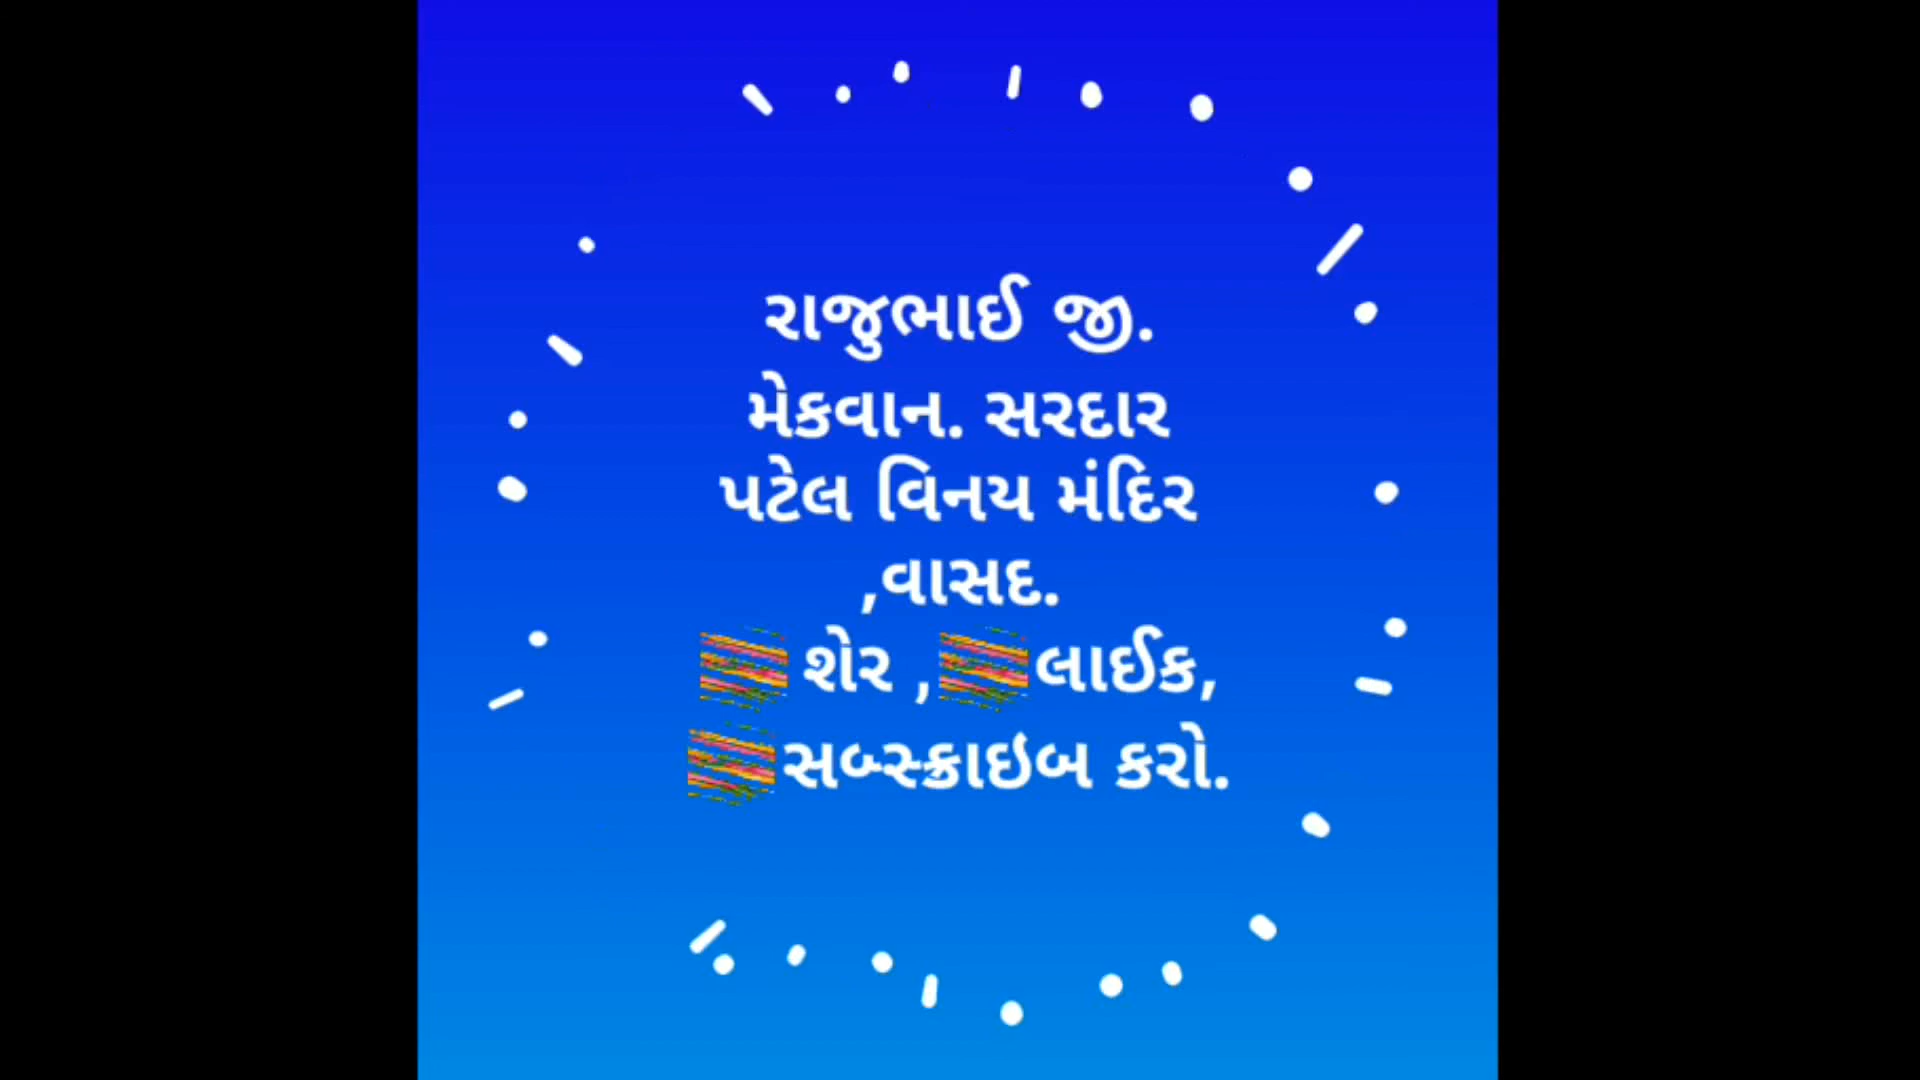 રાજુભાઈ જી.
મેકવાન. સરદાર
પટેલ વિનય મંદિર
,વાસદ.
શેર ,લાઈક,
સબ્સ્ક્રાઇબ કરો.